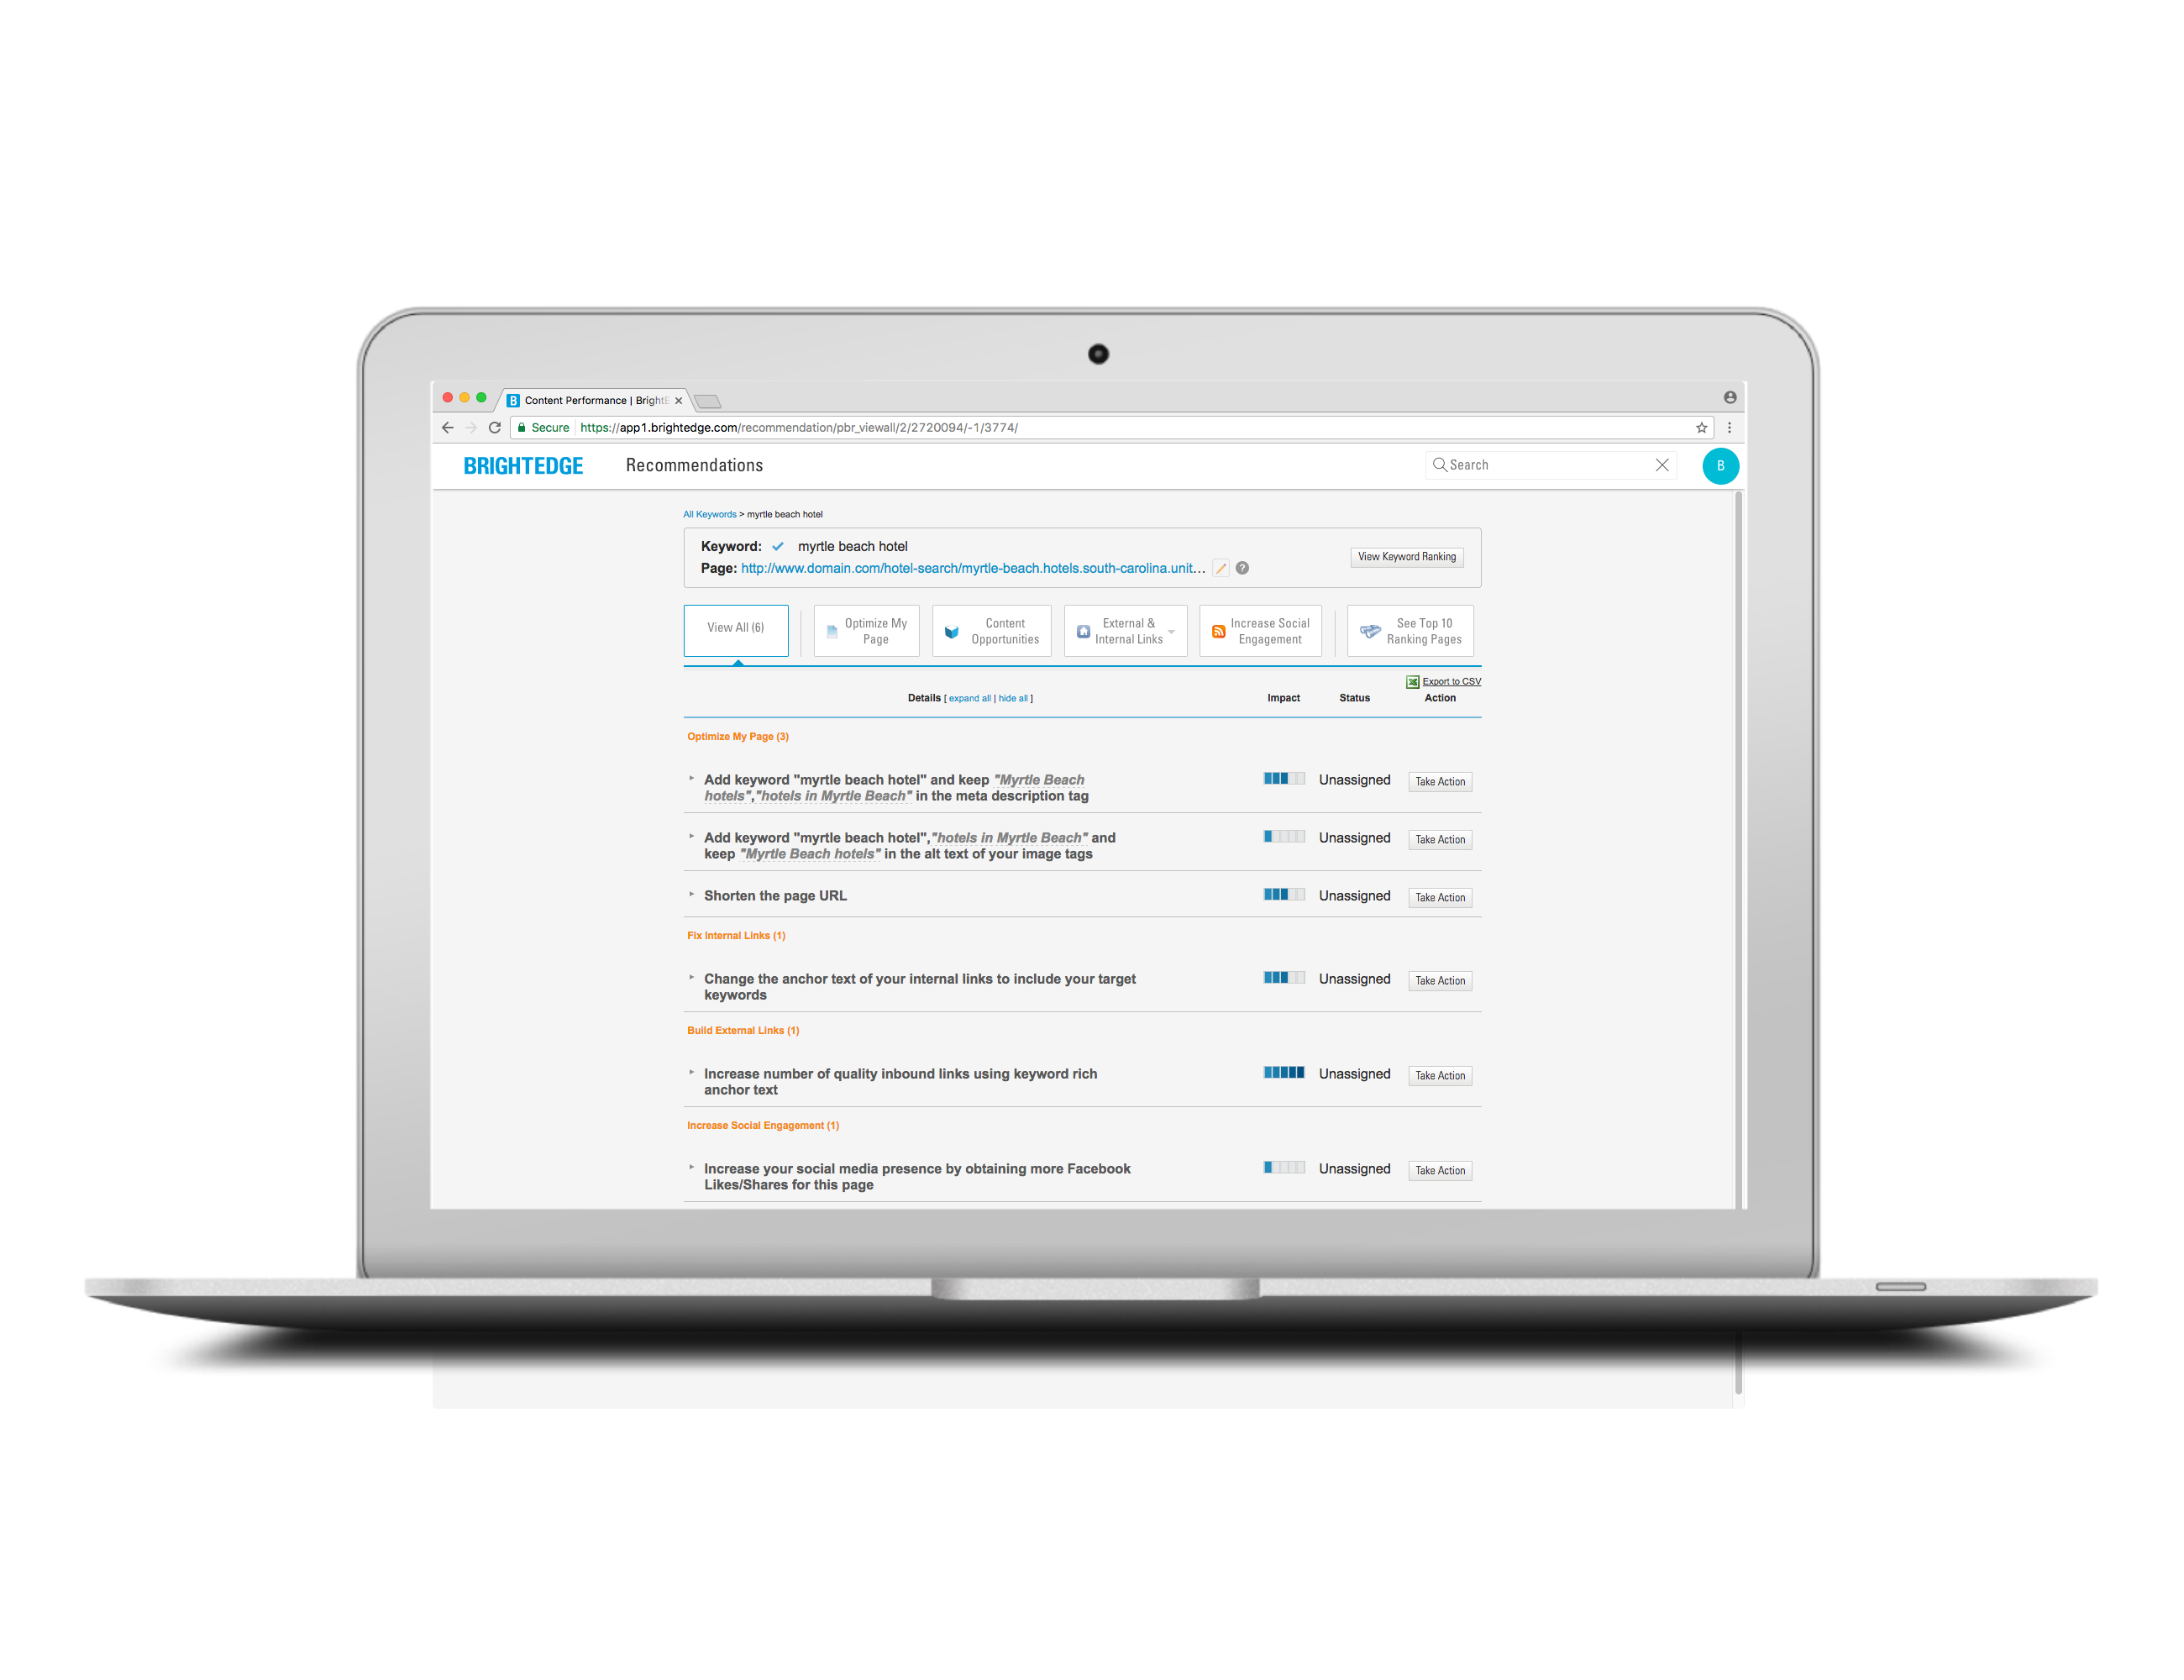 B Content Performance | BrightE
Secure https://app1.brightedge.com/recommendation/pbr_viewall/2/2720094/-1/3774/
BRIGHTEDGE Recommendations Search B
All Keywords > myrtle beach hotel
Keyword: myrtle beach hotel
View Keyword Ranking
Page: http://www.domain.com/hotel-search/myrtle-beach.hotels.south-carolina.unit... ?
View All (6)
Optimize My
Page
Content
Opportunities
External &
Internal Links
Increase Social
Engagement
See Top 10
Ranking Pages
Export to CSV
Details [ expand all | hide all ] Impact Status Action
Optimize My Page (3)
Add keyword "myrtle beach hotel" and keep "Myrtle Beach
hotels","hotels in Myrtle Beach" in the meta description tag
Unassigned Take Action
Add keyword "myrtle beach hotel","hotels in Myrtle Beach" and
keep "Myrtle Beach hotels" in the alt text of your image tags
Unassigned Take Action
Shorten the page URL Unassigned Take Action
Fix Internal Links (1)
Change the anchor text of your internal links to include your target
keywords
Unassigned Take Action
Build External Links (1)
Increase number of quality inbound links using keyword rich
anchor text
Unassigned Take Action
Increase Social Engagement (1)
Increase your social media presence by obtaining more Facebook
Likes/Shares for this page
Unassigned Take Action